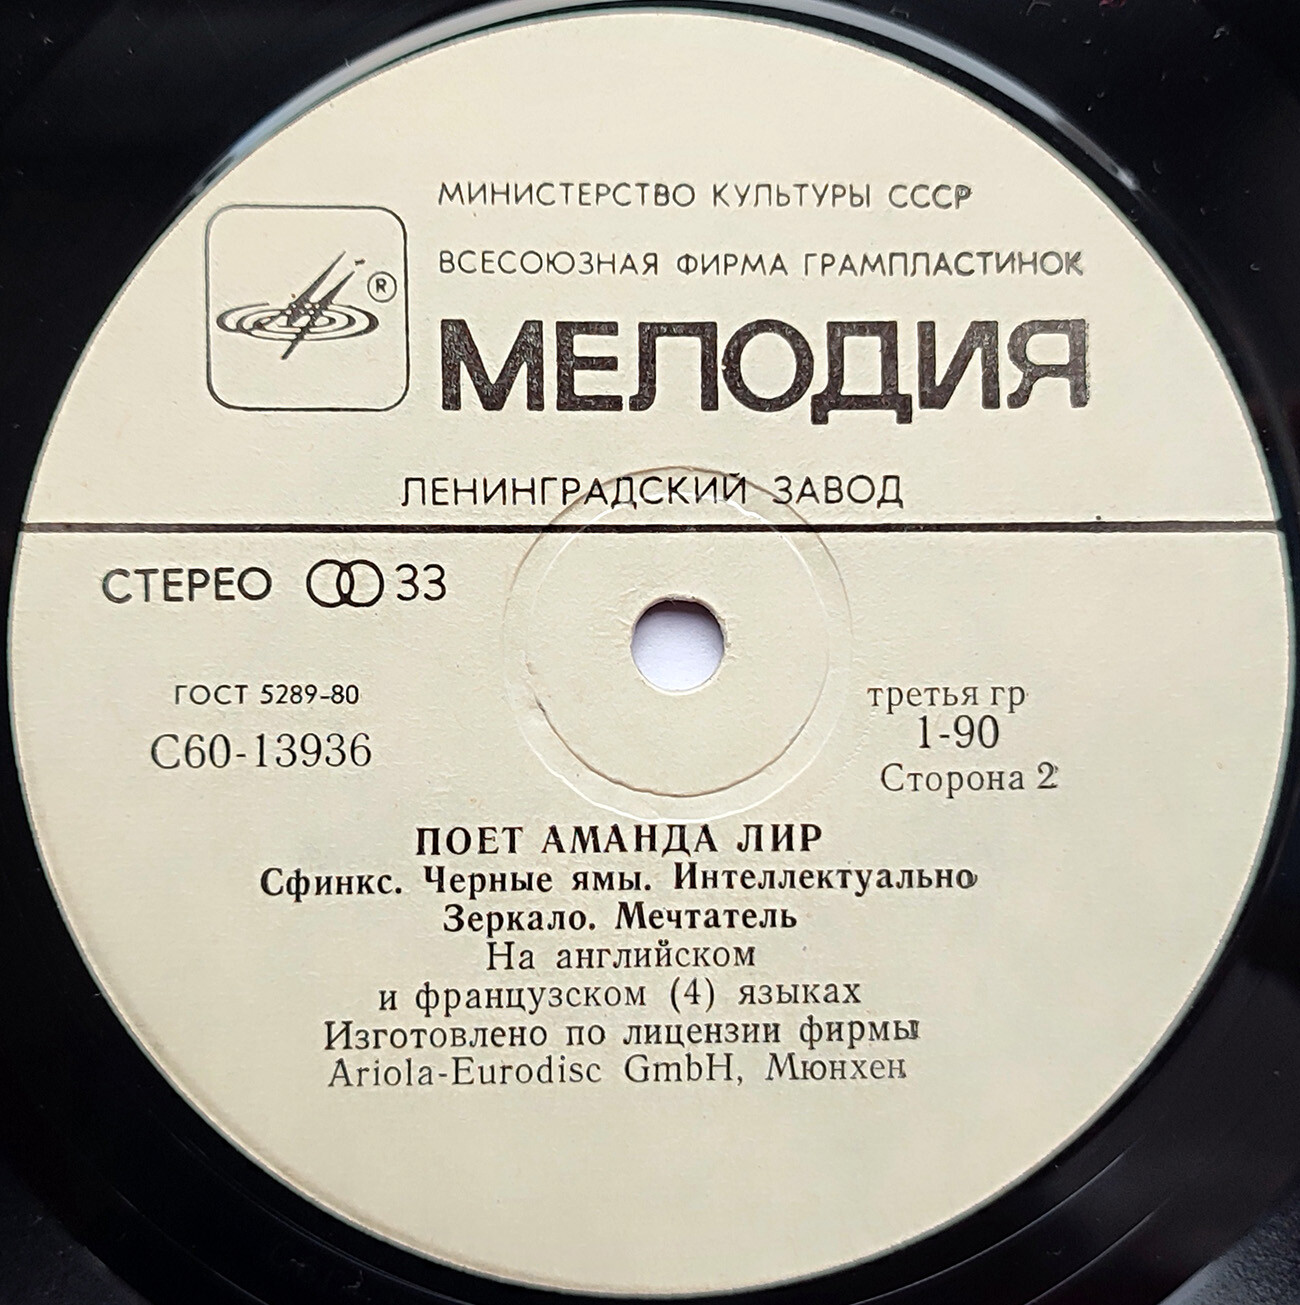 МИНИСТЕРСТВО КУЛЬТУРЫ СССР
ВСЕСОЮЗНАЯ ФИРМА ГРАМПЛАСТИНОК
®
МЕЛОДИЯ
ЛЕНИНГРАДСКИЙ ЗАВОД
СТЕРЕО 33
ГОСТ 5289-80
С60-13936
третья гр
1-90
Сторона 2
ПОЕТ АМАНДА ЛИР
Сфинкс. Черные ямы. Интеллектуально
Зеркало. Мечтатель
На английском
и французском (4) языках
Изготовлено по лицензии фирмы
Ariola-Eurodisc GmbH, Мюнхен